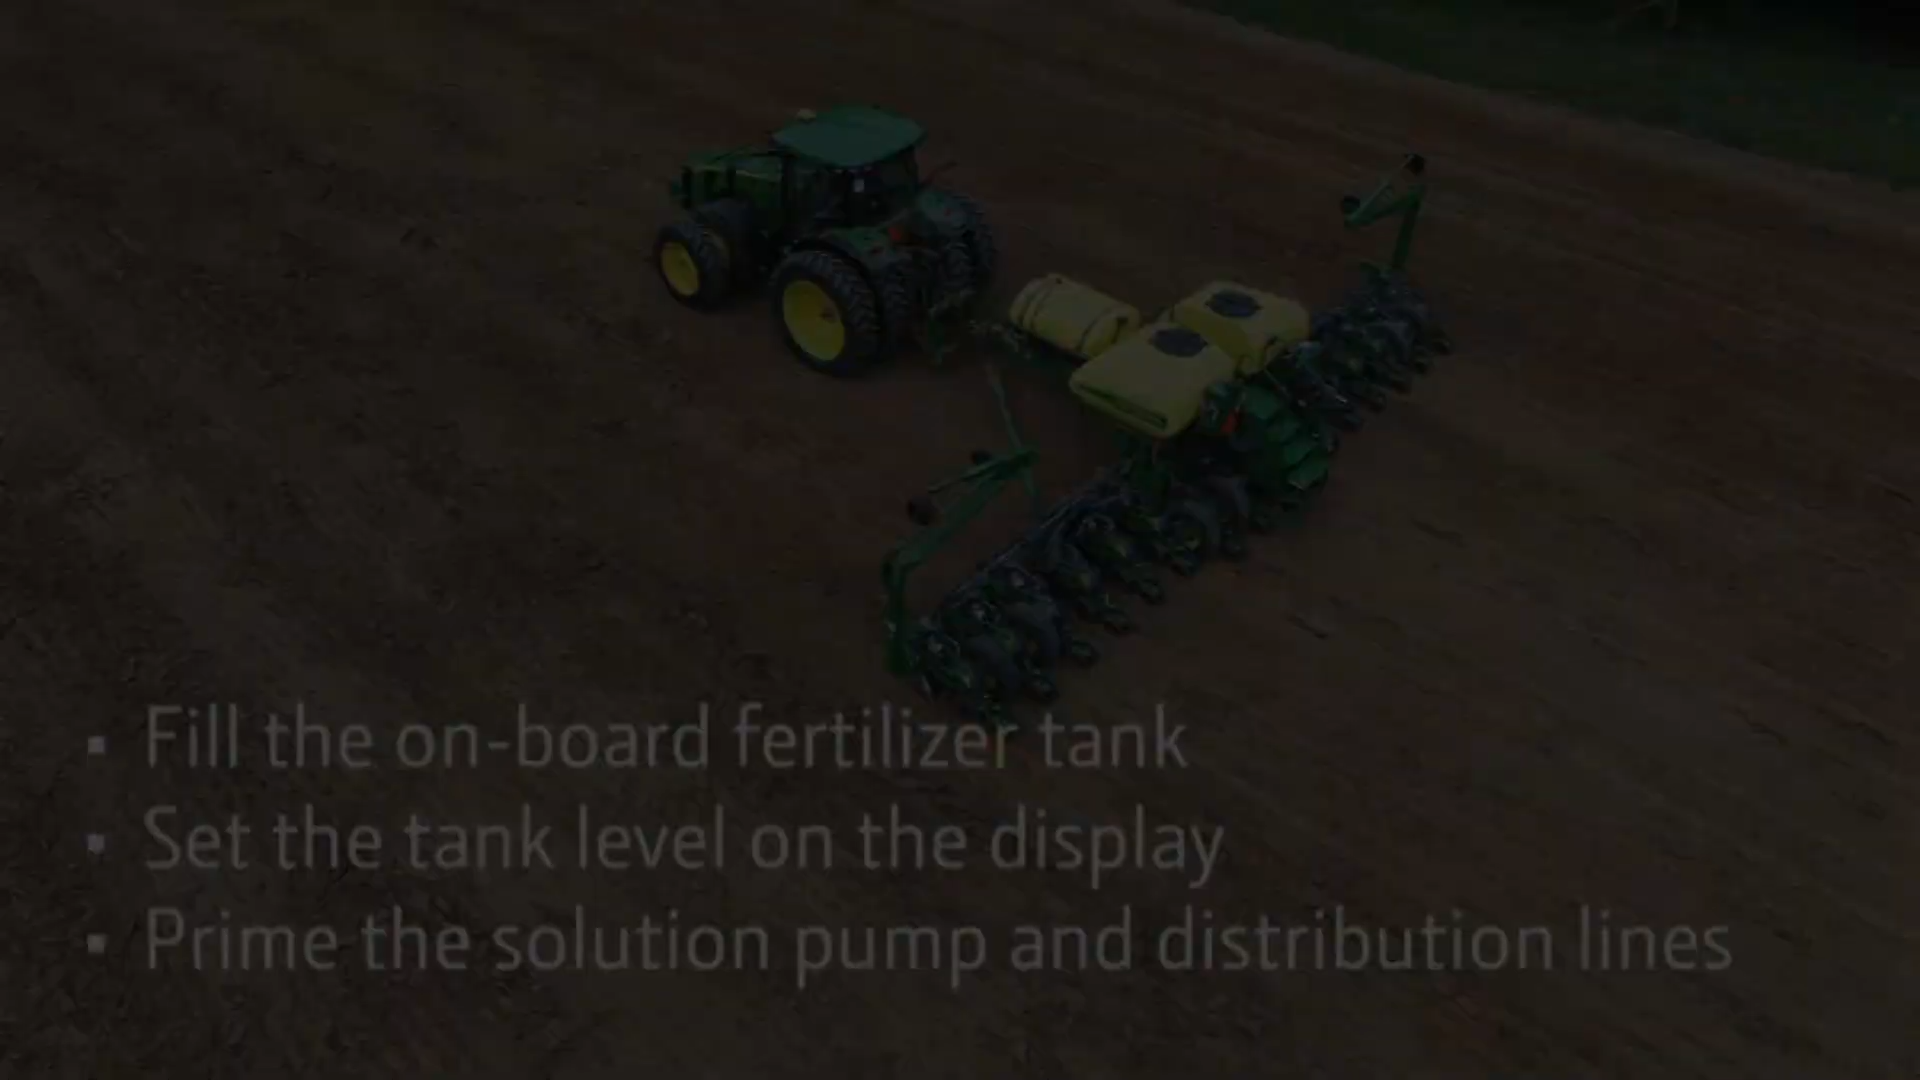 ▪ Fill the on-board fertilizer tank
▪ Set the tank level on the display
▪ Prime the solution pump and distribution lines